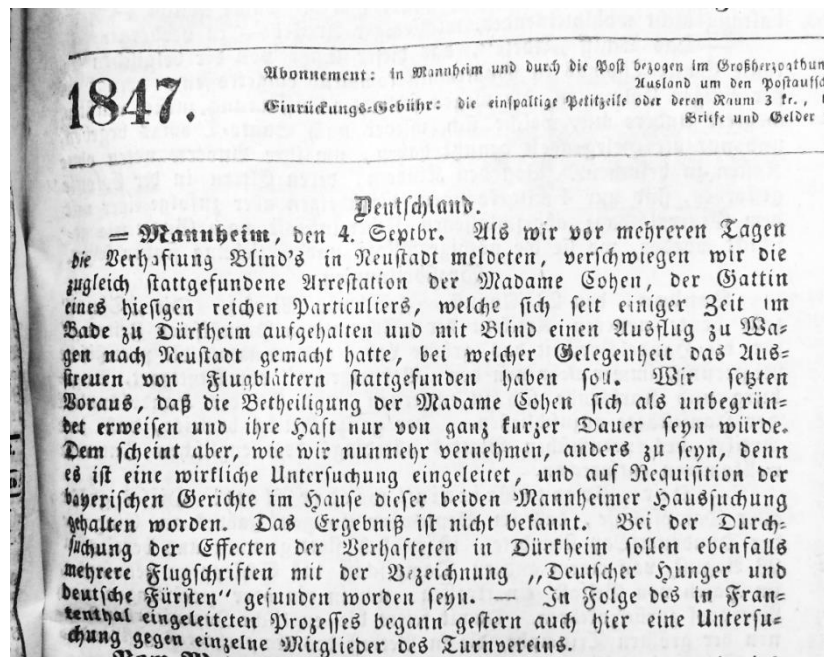 1847.
Abonnement: in Mannheim und durch die Post bezogen im Großherzogthum
Ausland um den Postaufsch
Einrückungs-Gebühr: die einspaltige Petitzeile oder deren Raum 3 kr.,
Briefe und Gelder
Deutschland.
= Mannheim, den 4. Septbr. Als wir vor mehreren Tagen
die Verhaftung Blind's in Neustadt meldeten, verschwiegen wir die
zugleich stattgefundene Arrestation der Madame Cohen, der Gattin
eines hiesigen reichen Particuliers, welche sich seit einiger Zeit im
Bade zu Dürkheim aufgehalten und mit Blind einen Ausflug zu Wa-
gen nach Neustadt gemacht hatte, bei welcher Gelegenheit das Aus-
streuen von Flugblättern stattgefunden haben soll. Wir setzten
Voraus, daß die Betheiligung der Madame Cohen sich als unbegrün-
det erweisen und ihre Haft nur von ganz kurzer Dauer seyn würde.
Dem scheint aber, wie wir nunmehr vernehmen, anders zu seyn, denn
es ist eine wirkliche Untersuchung eingeleitet, und auf Requisition der
bayerischen Gerichte im Hause dieser beiden Mannheimer Haussuchung
gehalten worden. Das Ergebniß ist nicht bekannt. Bei der Durch-
suchung der Effecten der Verhafteten in Dürkheim sollen ebenfalls
mehrere Flugschriften mit der Bezeichnung „Deutscher Hunger und
deutsche Fürsten" gefunden worden seyn. — In Folge des in Fran-
kenthal eingeleiteten Prozesses begann gestern auch hier eine Untersu-
chung gegen einzelne Mitglieder des Turnvereins.